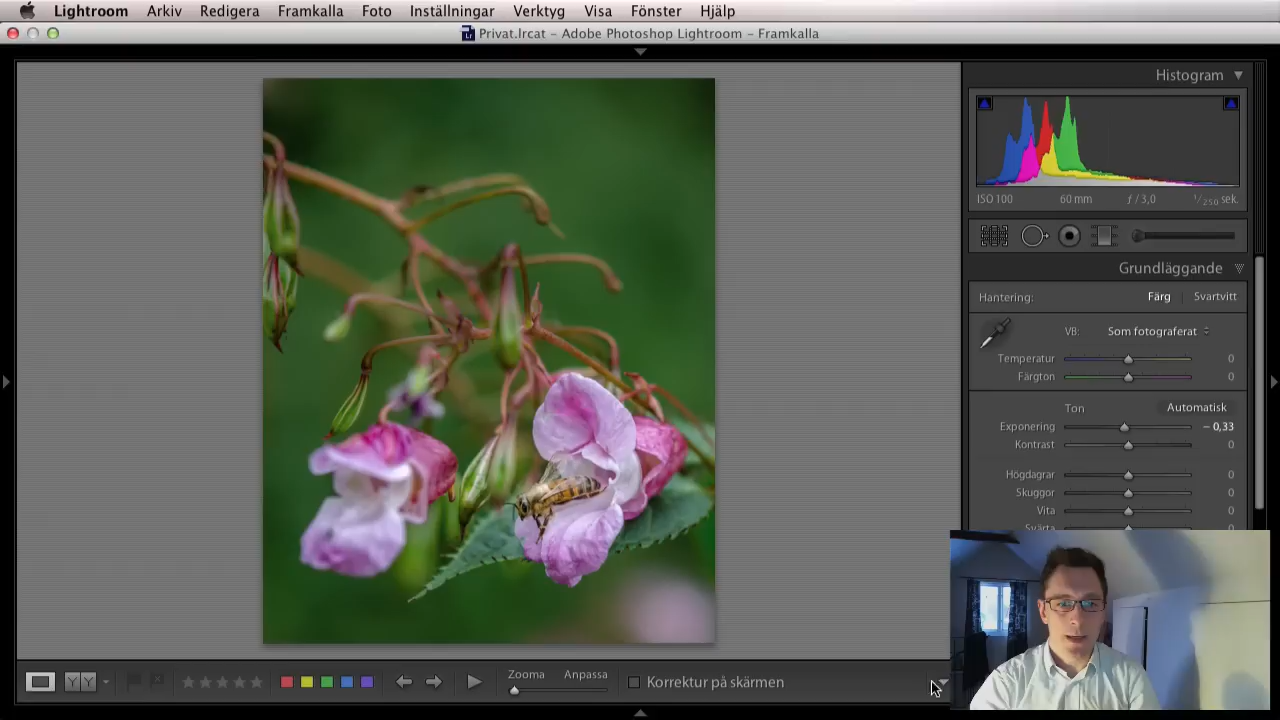 Lightroom Arkiv Redigera Framkalla Foto Inställningar Verktyg Visa Fönster Hjälp
Privat.lrcat – Adobe Photoshop Lightroom – Framkalla
Histogram
ISO 100 60 mm ƒ / 3,0 1/250 sek.
Grundläggande
Hantering: Färg Svartvitt
VB: Som fotograferat
Temperatur 0
Färgton 0
Ton Automatisk
Exponering – 0,33
Kontrast 0
Högdagrar 0
Skuggor 0
Vita 0
Svärta
Zooma Anpassa
Korrektur på skärmen